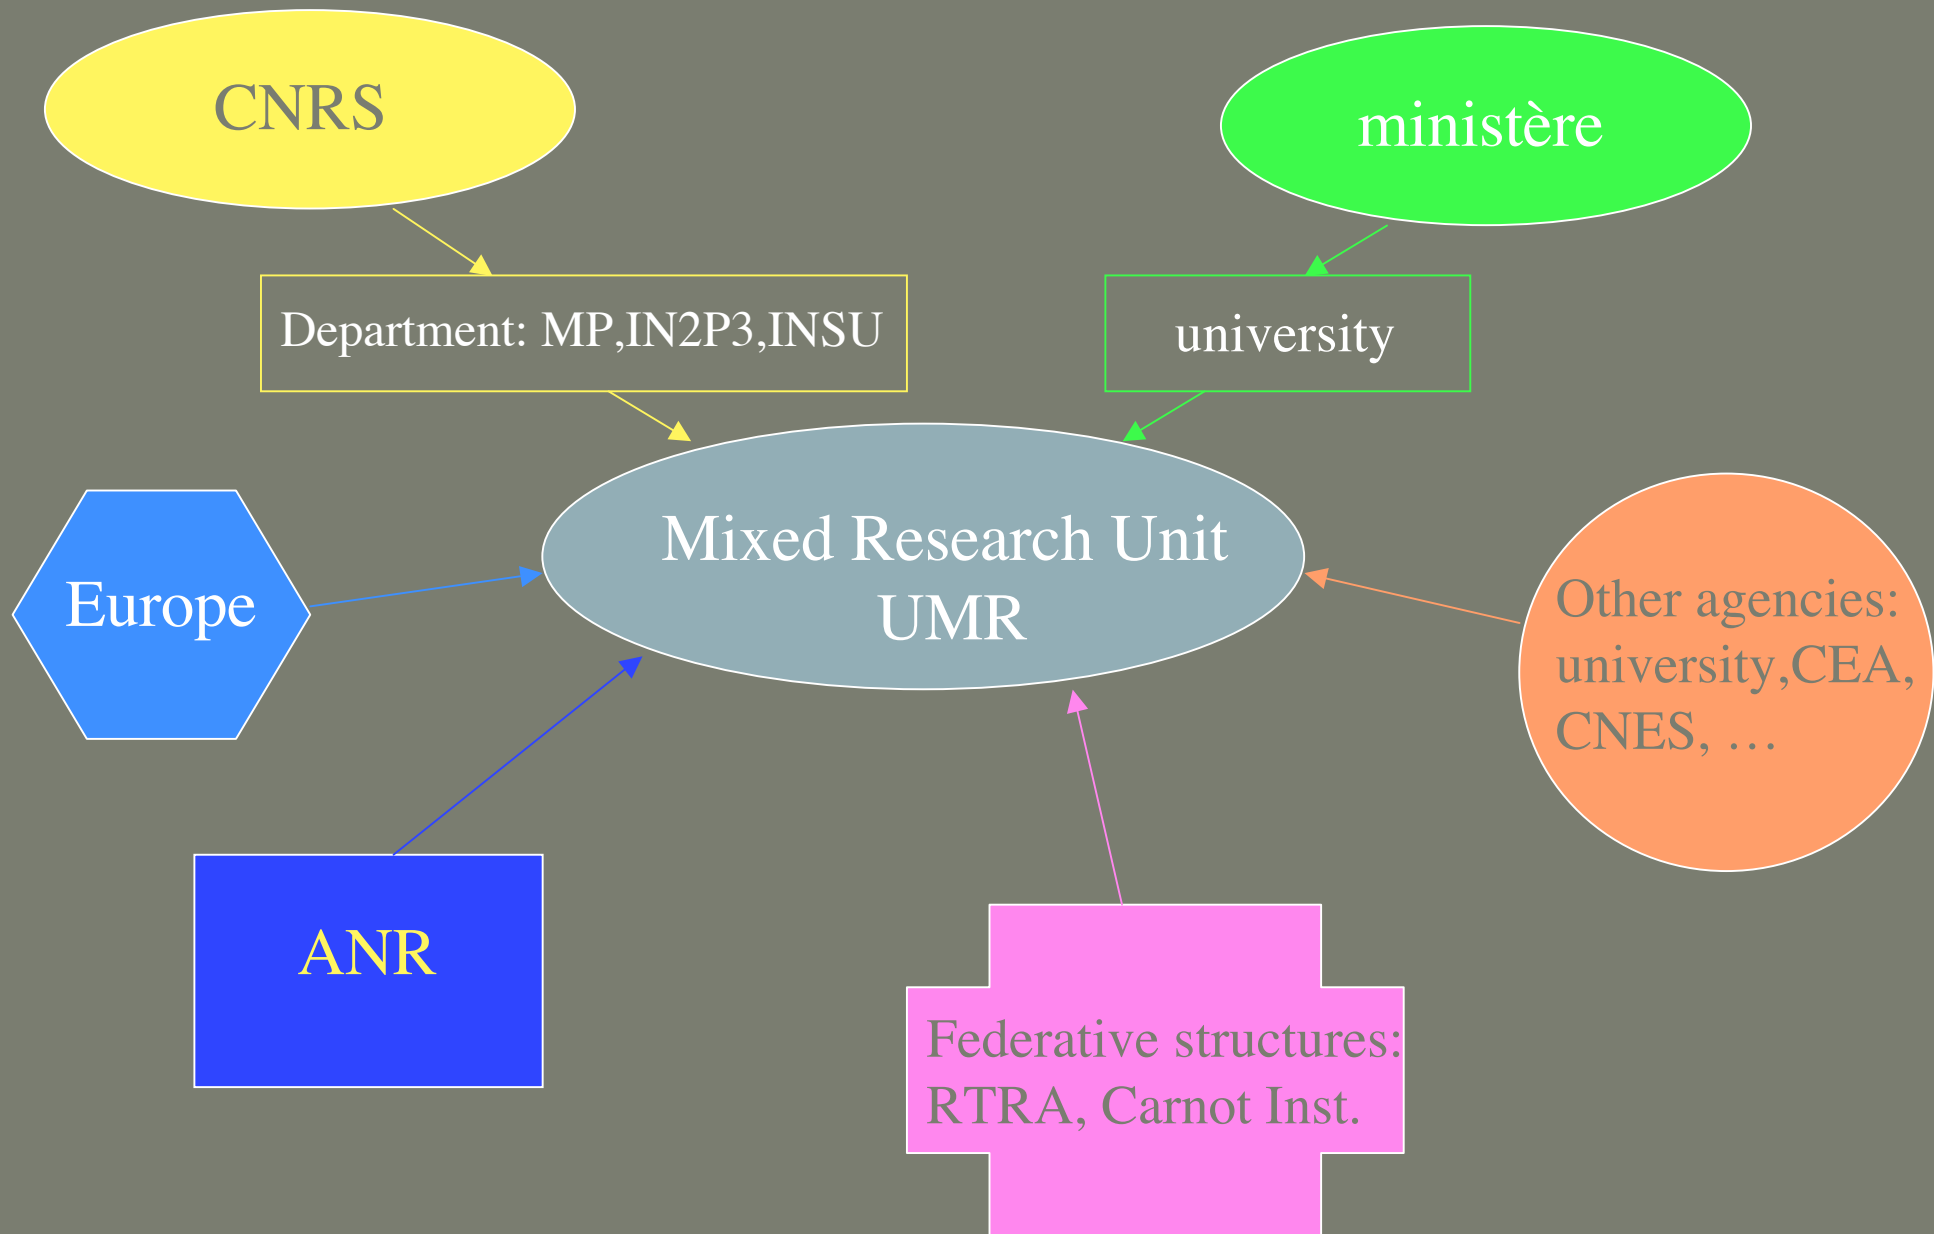 CNRS
ministère
Department: MP,IN2P3,INSU
university
Mixed Research Unit
UMR
Europe
Other agencies:
university,CEA,
CNES, …
ANR
Federative structures:
RTRA, Carnot Inst.